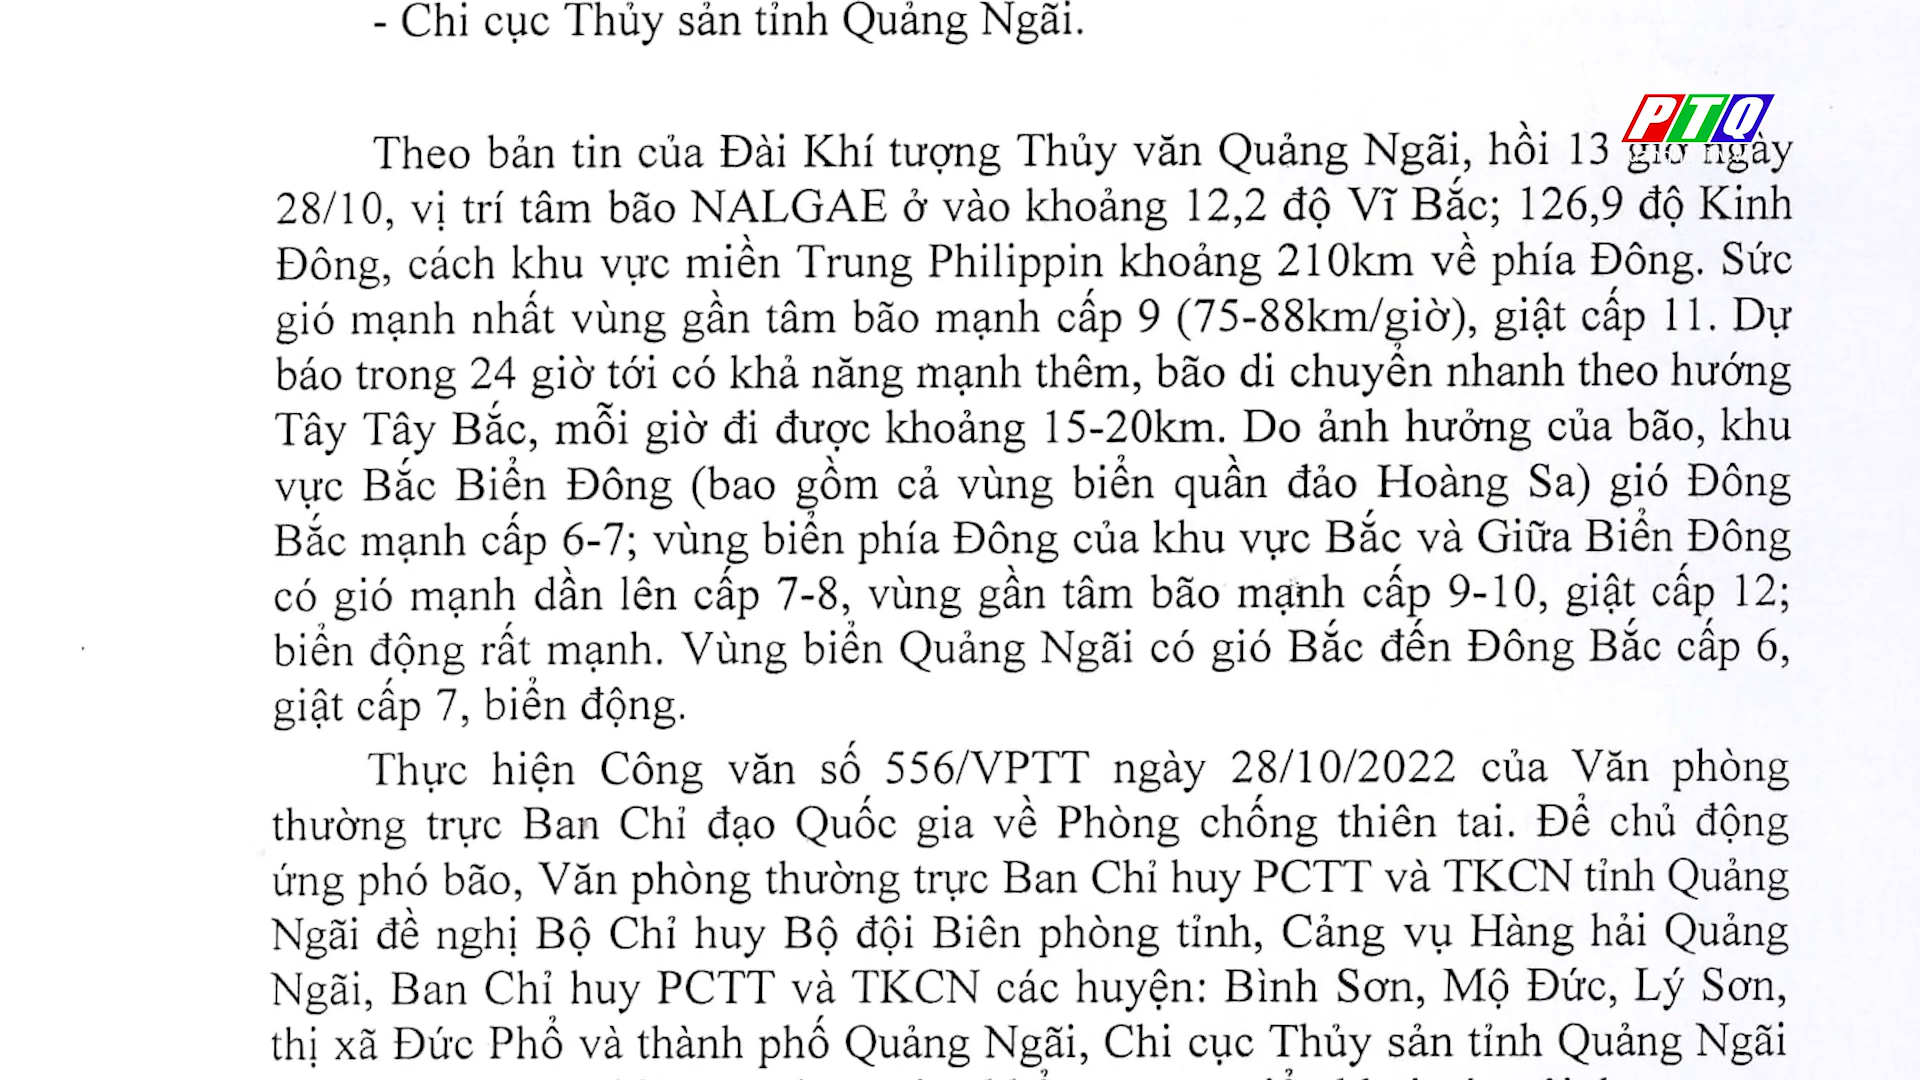 - Chi cục Thủy sản tỉnh Quảng Ngãi.
PTQ
Theo bản tin của Đài Khí tượng Thủy văn Quảng Ngãi, hồi 13 giờ ngày
28/10, vị trí tâm bão NALGAE ở vào khoảng 12,2 độ Vĩ Bắc; 126,9 độ Kinh
Đông, cách khu vực miền Trung Philippin khoảng 210km về phía Đông. Sức
gió mạnh nhất vùng gần tâm bão mạnh cấp 9 (75-88km/giờ), giật cấp 11. Dự
báo trong 24 giờ tới có khả năng mạnh thêm, bão di chuyển nhanh theo hướng
Tây Tây Bắc, mỗi giờ đi được khoảng 15-20km. Do ảnh hưởng của bão, khu
vực Bắc Biển Đông (bao gồm cả vùng biển quần đảo Hoàng Sa) gió Đông
Bắc mạnh cấp 6-7; vùng biển phía Đông của khu vực Bắc và Giữa Biển Đông
có gió mạnh dần lên cấp 7-8, vùng gần tâm bão mạnh cấp 9-10, giật cấp 12;
biển động rất mạnh. Vùng biển Quảng Ngãi có gió Bắc đến Đông Bắc cấp 6,
giật cấp 7, biển động.
Thực hiện Công văn số 556/VPTT ngày 28/10/2022 của Văn phòng
thường trực Ban Chỉ đạo Quốc gia về Phòng chống thiên tai. Để chủ động
ứng phó bão, Văn phòng thường trực Ban Chỉ huy PCTT và TKCN tỉnh Quảng
Ngãi đề nghị Bộ Chỉ huy Bộ đội Biên phòng tỉnh, Cảng vụ Hàng hải Quảng
Ngãi, Ban Chỉ huy PCTT và TKCN các huyện: Bình Sơn, Mộ Đức, Lý Sơn,
thị xã Đức Phổ và thành phố Quảng Ngãi, Chi cục Thủy sản tỉnh Quảng Ngãi